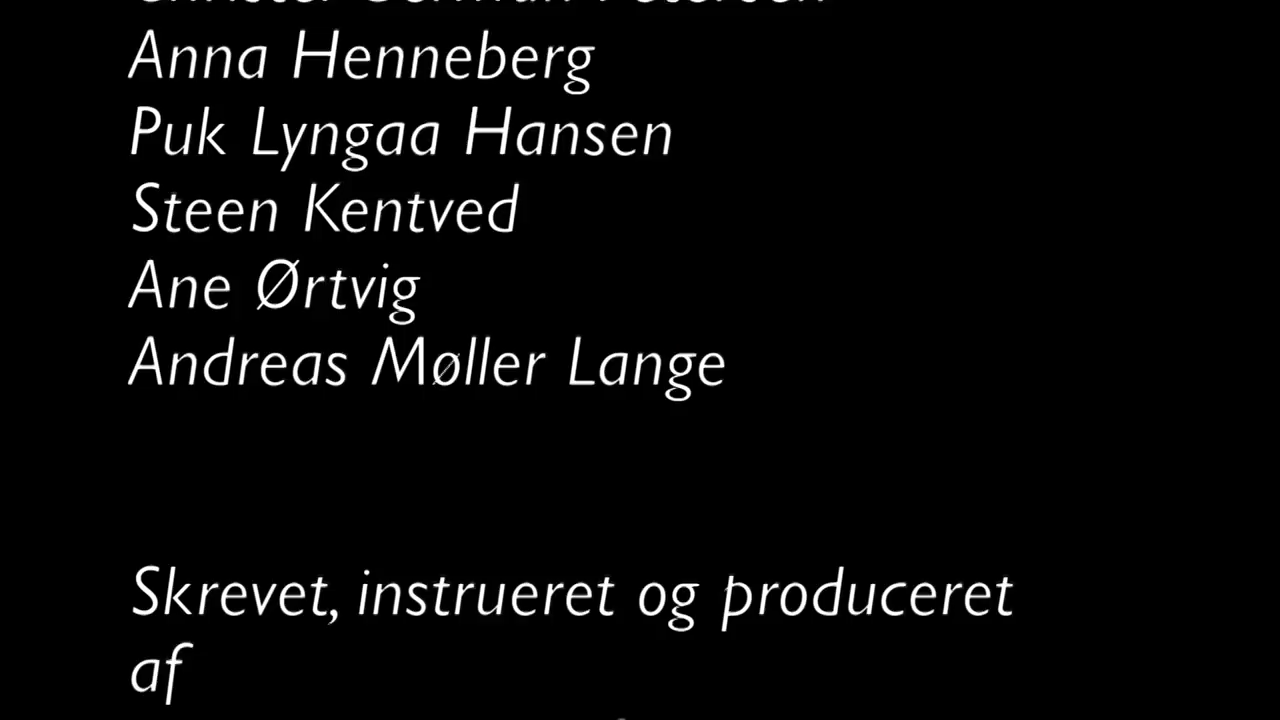 Anna Henneberg
Puk Lyngaa Hansen
Steen Kentved
Ane Ørtvig
Andreas Møller Lange
Skrevet, instrueret og produceret
af